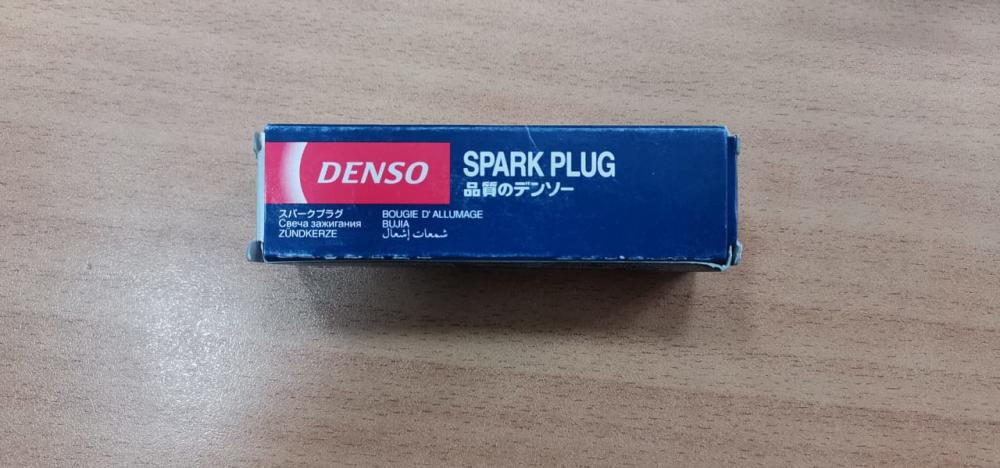 DENSO
SPARK PLUG
品質のデンソー
スパークプラグ
Свеча зажигания
ZÜNDKERZE
BOUGIE D' ALLUMAGE
BUJIA
شمعات إشعال